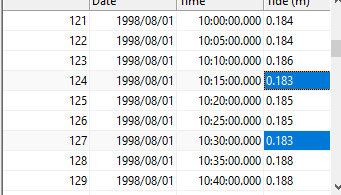 Date Time Tide (m)
121 1998/08/01 10:00:00.000 0.184
122 1998/08/01 10:05:00.000 0.184
123 1998/08/01 10:10:00.000 0.186
124 1998/08/01 10:15:00.000 0.183
125 1998/08/01 10:20:00.000 0.185
126 1998/08/01 10:25:00.000 0.185
127 1998/08/01 10:30:00.000 0.183
128 1998/08/01 10:35:00.000 0.188
129 1998/08/01 10:40:00.000 0.188